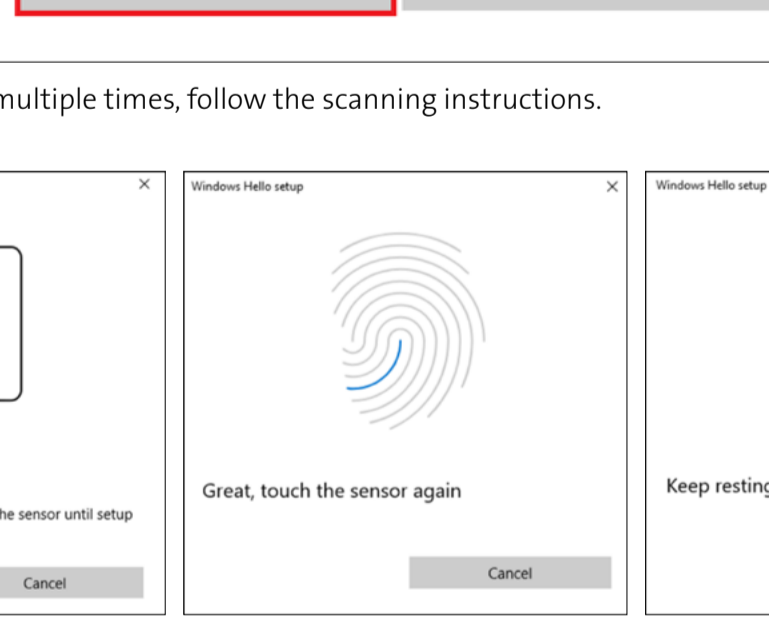 multiple times, follow the scanning instructions.
Windows Hello setup
Windows Hello setup
Great, touch the sensor again
Keep resting
he sensor until setup
Cancel
Cancel